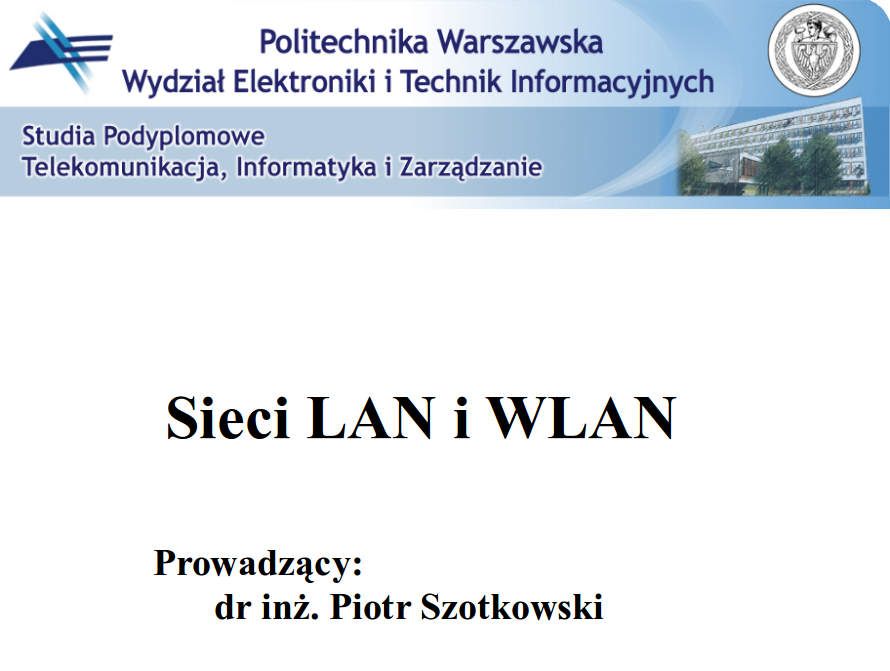 Politechnika Warszawska
Wydział Elektroniki i Technik Informacyjnych
Studia Podyplomowe
Telekomunikacja, Informatyka i Zarządzanie
Sieci LAN i WLAN
Prowadzący:
dr inż. Piotr Szotkowski